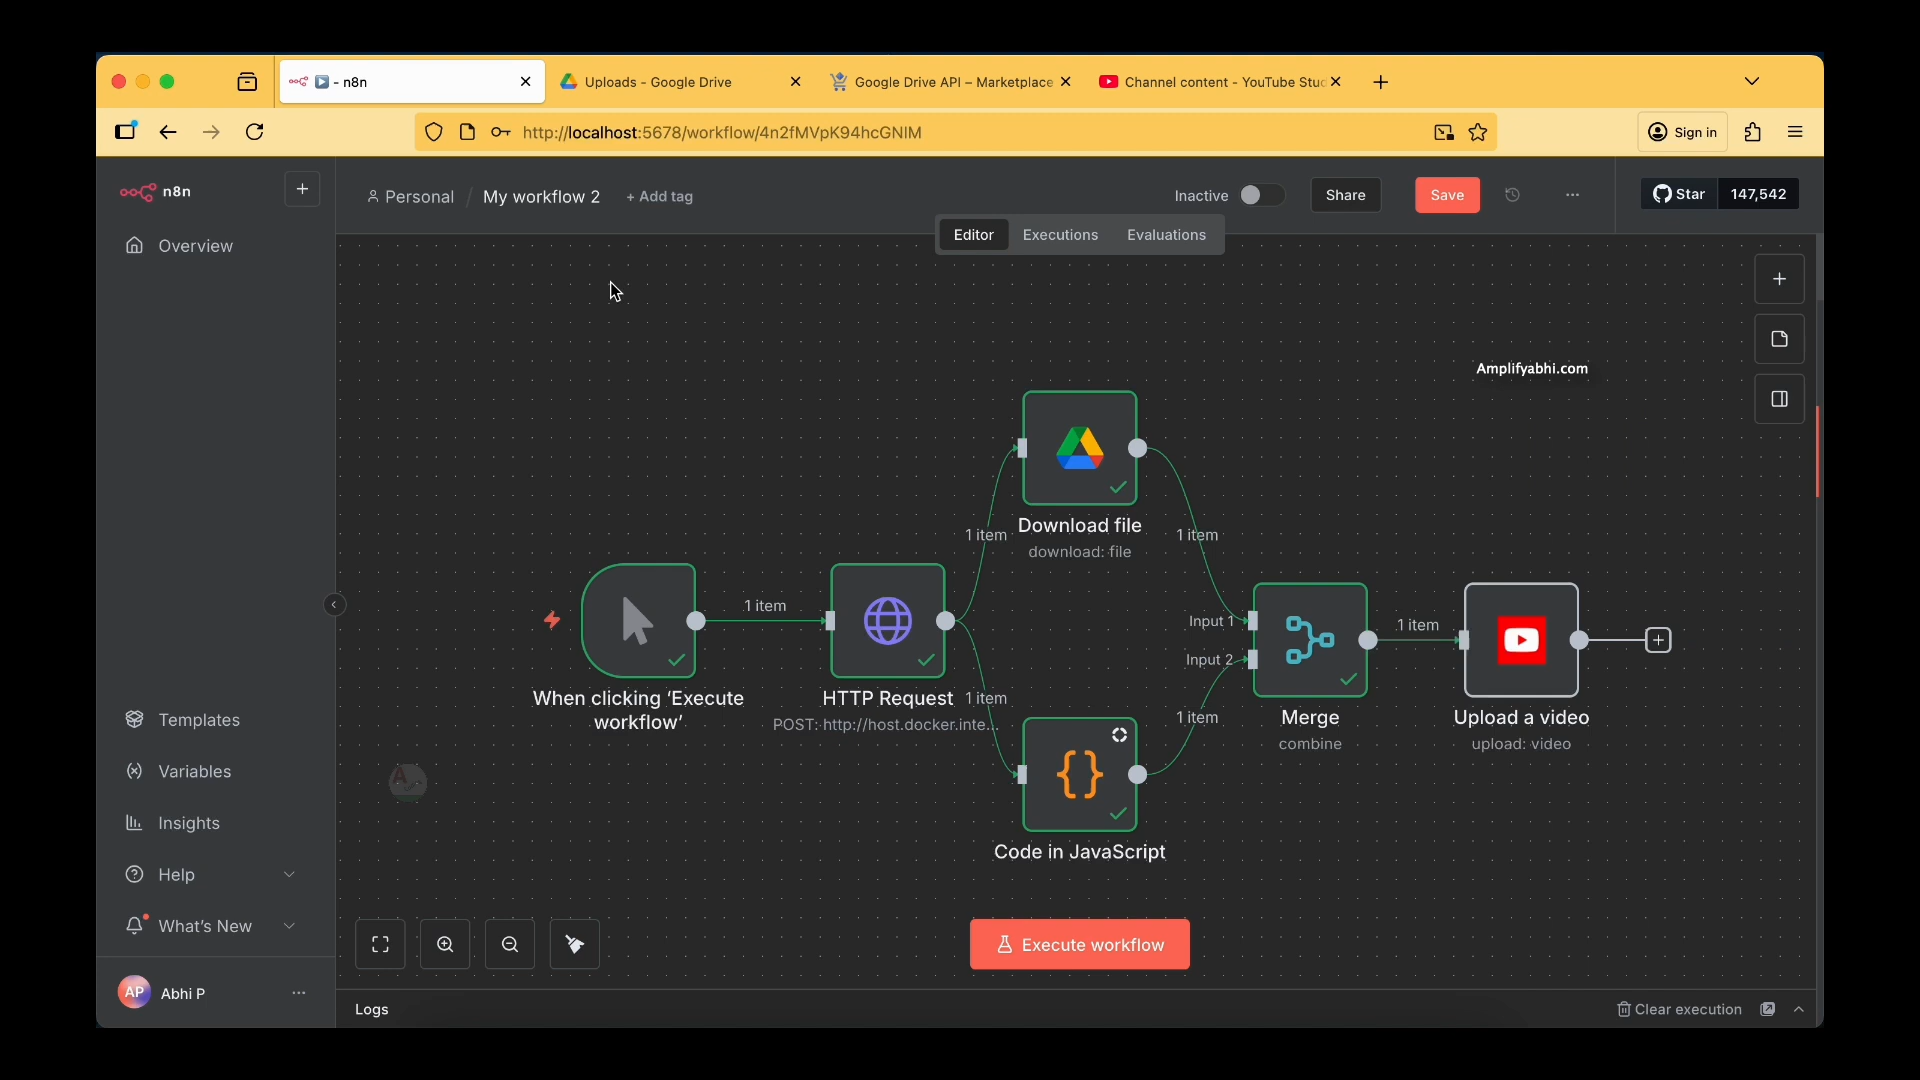 - n8n
Uploads - Google Drive
Google Drive API – Marketplace
Channel content - YouTube Stud
http://localhost:5678/workflow/4n2fMVpK94hcGNIM
Sign in
n8n
Personal / My workflow 2
+ Add tag
Inactive
Share
Save
Star
147,542
Editor
Executions
Evaluations
Overview
Amplifyabhi.com
Download file
download: file
1 item
1 item
1 item
When clicking ‘Execute
workflow’
HTTP Request
POST: http://host.docker.inte...
1 item
1 item
Code in JavaScript
Input 1
Input 2
Merge
combine
1 item
Upload a video
upload: video
Templates
Variables
Insights
Help
What’s New
AP
Abhi P
Execute workflow
Logs
Clear execution